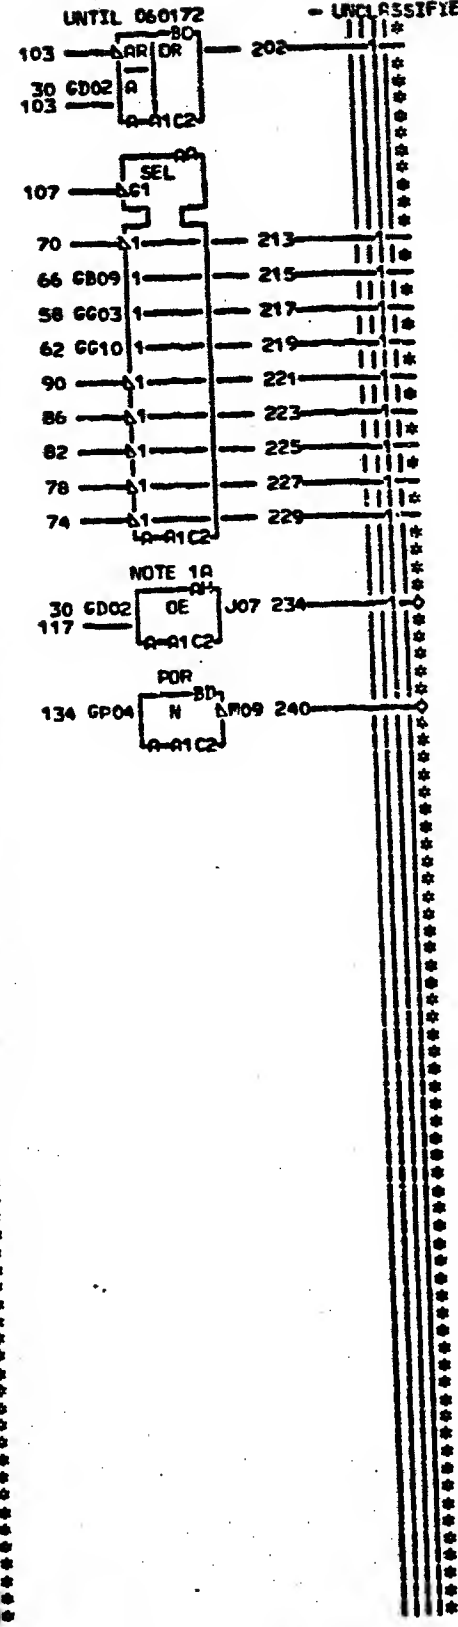 UNTIL 060172 - UNCLASSIFIE
BD
103 AR DR 202
30 GD02 A
103
A-A1C2
AA
SEL
107 G1
70 1 213
66 GB09 1 215
58 GG03 1 217
62 GG10 1 219
90 1 221
86 1 223
82 1 225
78 1 227
74 1 229
A-A1C2
NOTE 1A
30 GD02 OE J07 234
117
A-A1C2
POR
BD
134 GP04 N M09 240
A-A1C2